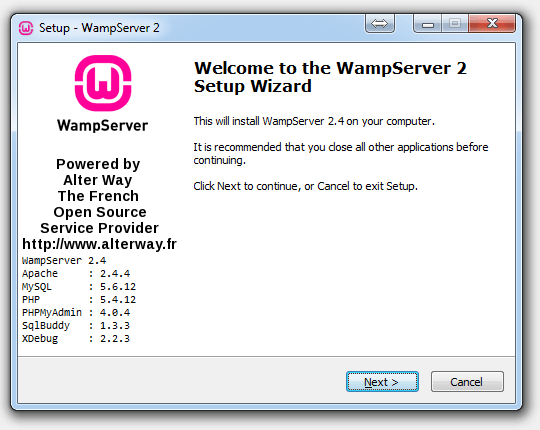 Setup - WampServer 2
WampServer
Powered by
Alter Way
The French
Open Source
Service Provider
http://www.alterway.fr
WampServer 2.4
Apache : 2.4.4
MySQL : 5.6.12
PHP : 5.4.12
PHPMyAdmin : 4.0.4
SqlBuddy : 1.3.3
XDebug : 2.2.3
Welcome to the WampServer 2
Setup Wizard
This will install WampServer 2.4 on your computer.
It is recommended that you close all other applications before
continuing.
Click Next to continue, or Cancel to exit Setup.
Next >
Cancel